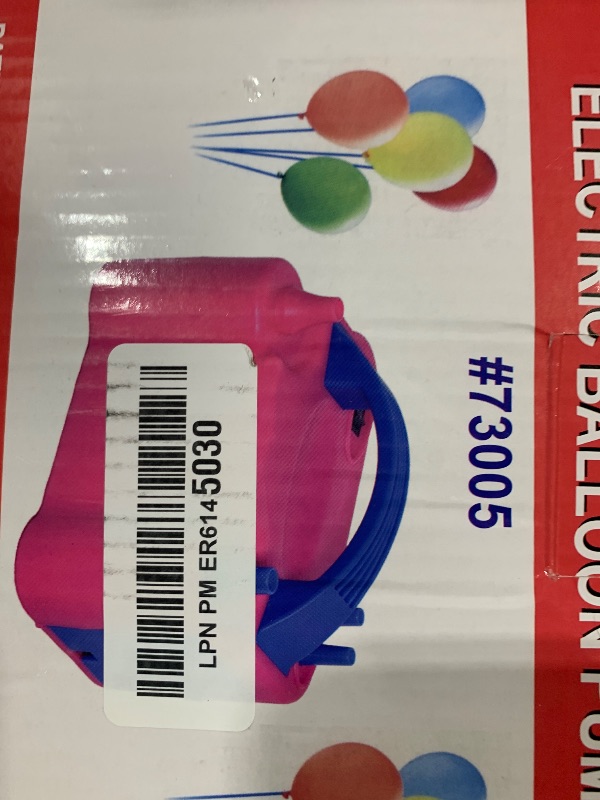 ELECTRIC BALLOON PUM
#73005
LPN PM ER6145030